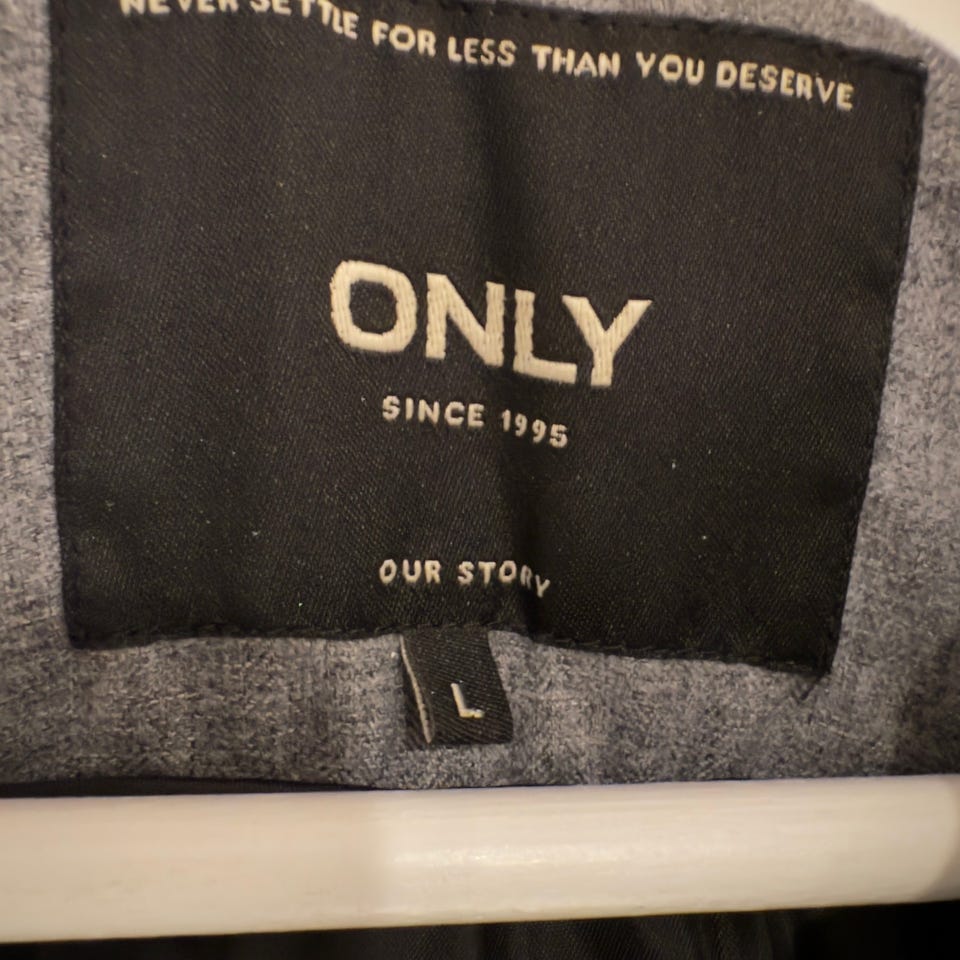 NEVER SETTLE FOR LESS THAN YOU DESERVE
ONLY
SINCE 1995
OUR STORY
L